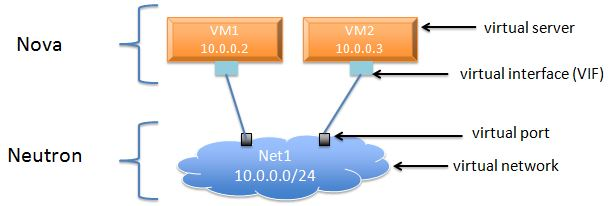 Nova
VM1
10.0.0.2
VM2
10.0.0.3
virtual server
virtual interface (VIF)
Neutron
Net1
10.0.0.0/24
virtual port
virtual network